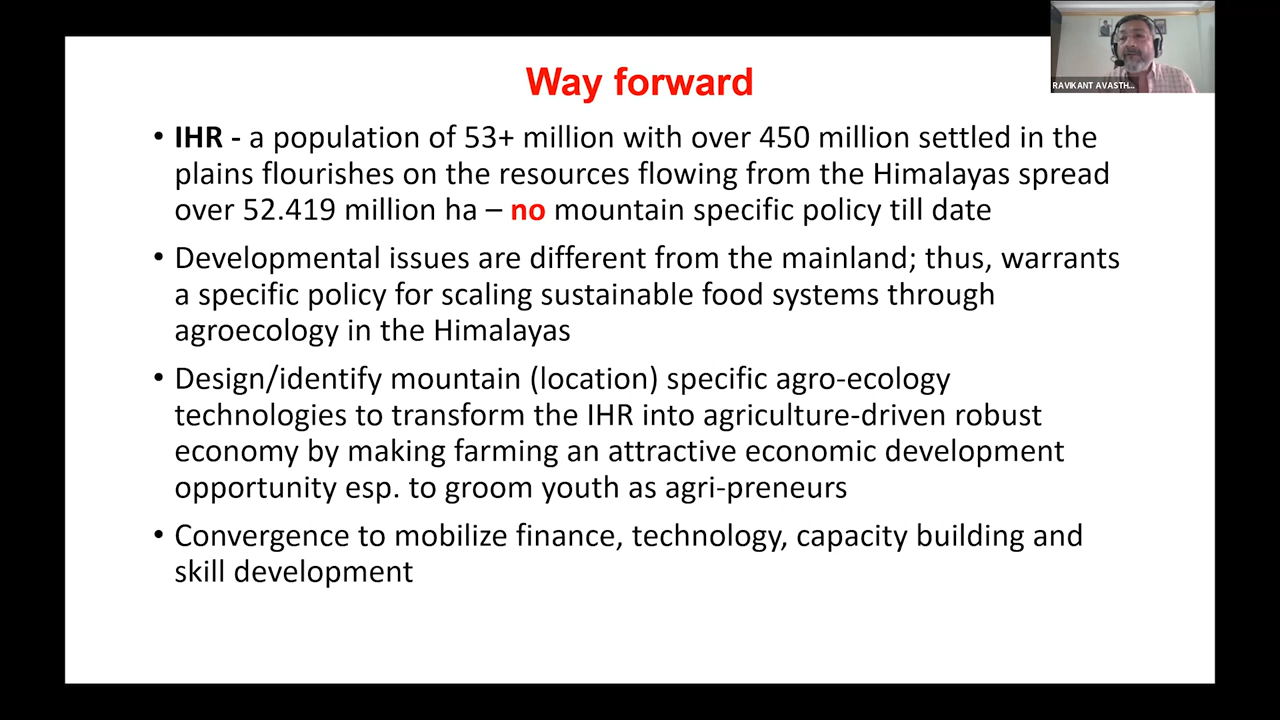 Way forward
RAVIKANT AVASTH...
• IHR - a population of 53+ million with over 450 million settled in the
plains flourishes on the resources flowing from the Himalayas spread
over 52.419 million ha – no mountain specific policy till date
• Developmental issues are different from the mainland; thus, warrants
a specific policy for scaling sustainable food systems through
agroecology in the Himalayas
• Design/identify mountain (location) specific agro-ecology
technologies to transform the IHR into agriculture-driven robust
economy by making farming an attractive economic development
opportunity esp. to groom youth as agri-preneurs
• Convergence to mobilize finance, technology, capacity building and
skill development